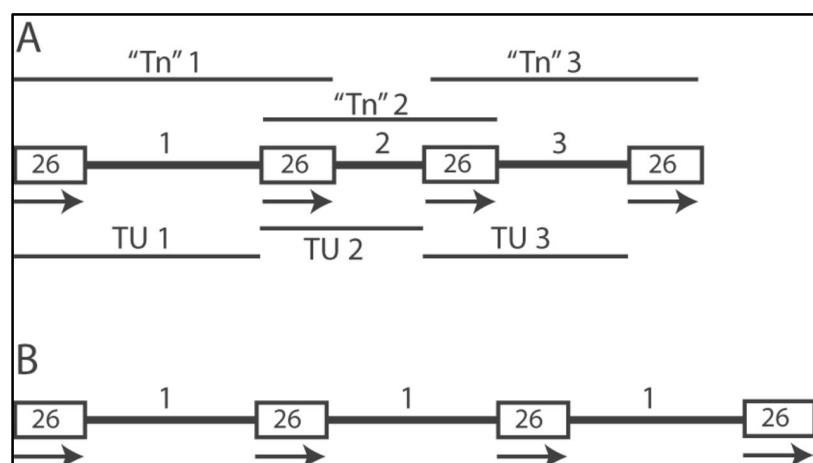 A
“Tn” 1 “Tn” 3
“Tn” 2
1 2 3
26 26 26 26
TU 1 TU 2 TU 3
B
1 1 1
26 26 26 26